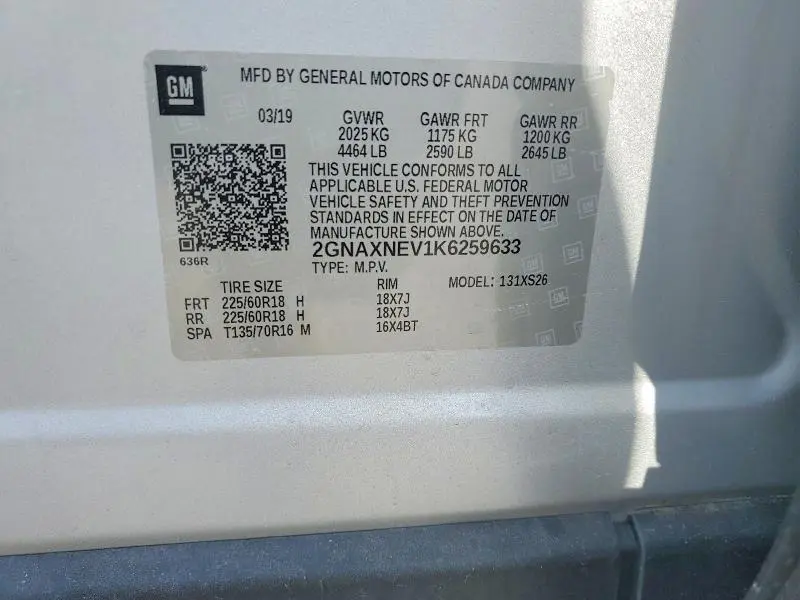 GM MFD BY GENERAL MOTORS OF CANADA COMPANY
03/19 GVWR GAWR FRT GAWR RR
2025 KG 1175 KG 1200 KG
4464 LB 2590 LB 2645 LB
THIS VEHICLE CONFORMS TO ALL
APPLICABLE U.S. FEDERAL MOTOR
VEHICLE SAFETY AND THEFT PREVENTION
STANDARDS IN EFFECT ON THE DATE OF
MANUFACTURE SHOWN ABOVE.
2GNAXNEV1K6259633
636R
TYPE: M.P.V.
TIRE SIZE RIM MODEL: 131XS26
FRT 225/60R18 H 18X7J
RR 225/60R18 H 18X7J
SPA T135/70R16 M 16X4BT